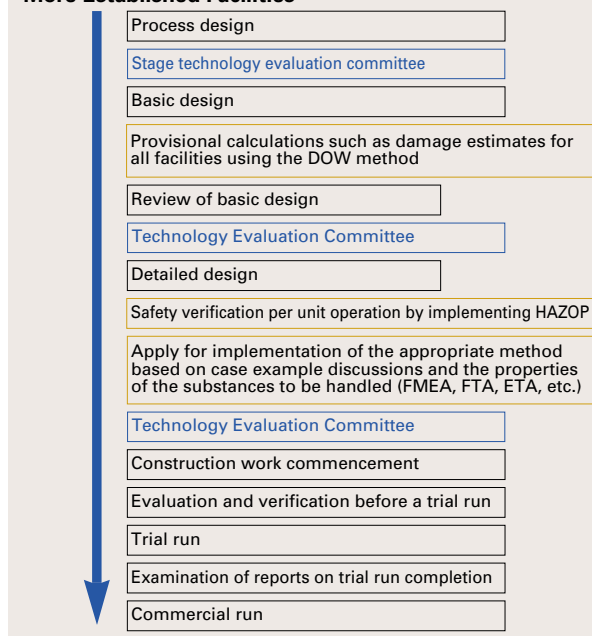 More Established Facilities
Process design
Stage technology evaluation committee
Basic design
Provisional calculations such as damage estimates for
all facilities using the DOW method
Review of basic design
Technology Evaluation Committee
Detailed design
Safety verification per unit operation by implementing HAZOP
Apply for implementation of the appropriate method
based on case example discussions and the properties
of the substances to be handled (FMEA, FTA, ETA, etc.)
Technology Evaluation Committee
Construction work commencement
Evaluation and verification before a trial run
Trial run
Examination of reports on trial run completion
Commercial run